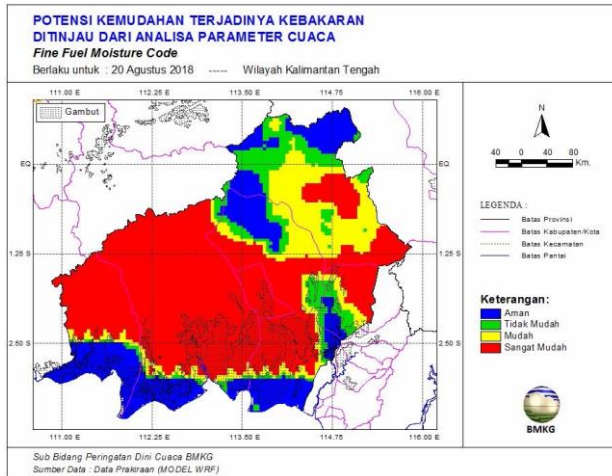 POTENSI KEMUDAHAN TERJADINYA KEBAKARAN
DITINJAU DARI ANALISA PARAMETER CUACA
Fine Fuel Moisture Code
Berlaku untuk : 20 Agustus 2018 ----- Wilayah Kalimantan Tengah
111.00 E 112.25 E 113.50 E 114.75 E 116.00 E
Gambut
EQ EQ
1.25 S 1.25 S
2.50 S 2.50 S
111.00 E 112.25 E 113.50 E 114.75 E 116.00 E
N
40 0 40 80
Km.
LEGENDA :
Batas Provinsi
Batas Kabupaten/Kota
Batas Kecamatan
Batas Pantai
Keterangan:
Aman
Tidak Mudah
Mudah
Sangat Mudah
BMKG
Sub Bidang Peringatan Dini Cuaca BMKG
Sumber Data : Data Prakiraan (MODEL WRF)